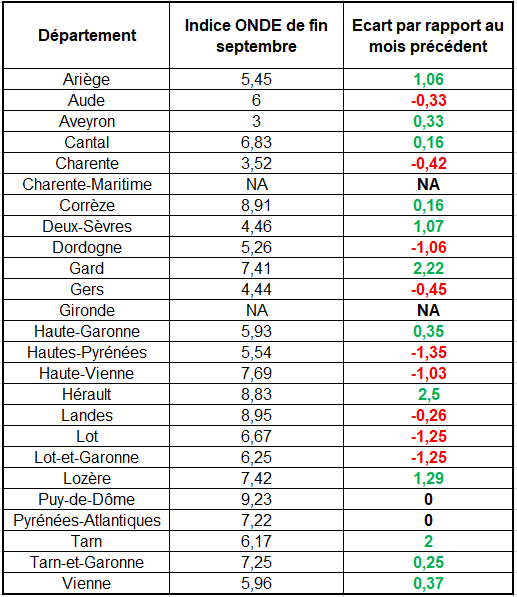 Département Indice ONDE de fin septembre Ecart par rapport au mois précédent
Ariège 5,45 1,06
Aude 6 -0,33
Aveyron 3 0,33
Cantal 6,83 0,16
Charente 3,52 -0,42
Charente-Maritime NA NA
Corrèze 8,91 0,16
Deux-Sèvres 4,46 1,07
Dordogne 5,26 -1,06
Gard 7,41 2,22
Gers 4,44 -0,45
Gironde NA NA
Haute-Garonne 5,93 0,35
Hautes-Pyrénées 5,54 -1,35
Haute-Vienne 7,69 -1,03
Hérault 8,83 2,5
Landes 8,95 -0,26
Lot 6,67 -1,25
Lot-et-Garonne 6,25 -1,25
Lozère 7,42 1,29
Puy-de-Dôme 9,23 0
Pyrénées-Atlantiques 7,22 0
Tarn 6,17 2
Tarn-et-Garonne 7,25 0,25
Vienne 5,96 0,37